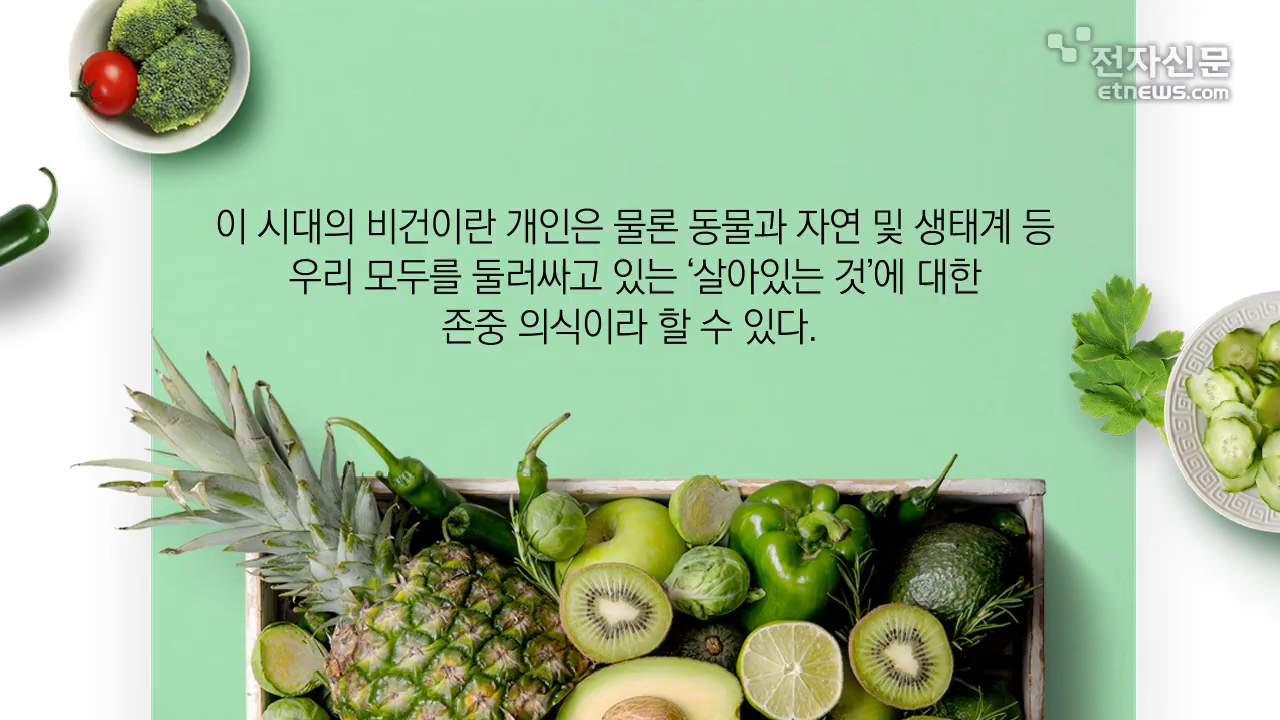 전자신문
etnews.com
이 시대의 비건이란 개인은 물론 동물과 자연 및 생태계 등
우리 모두를 둘러싸고 있는 ‘살아있는 것’에 대한
존중 의식이라 할 수 있다.